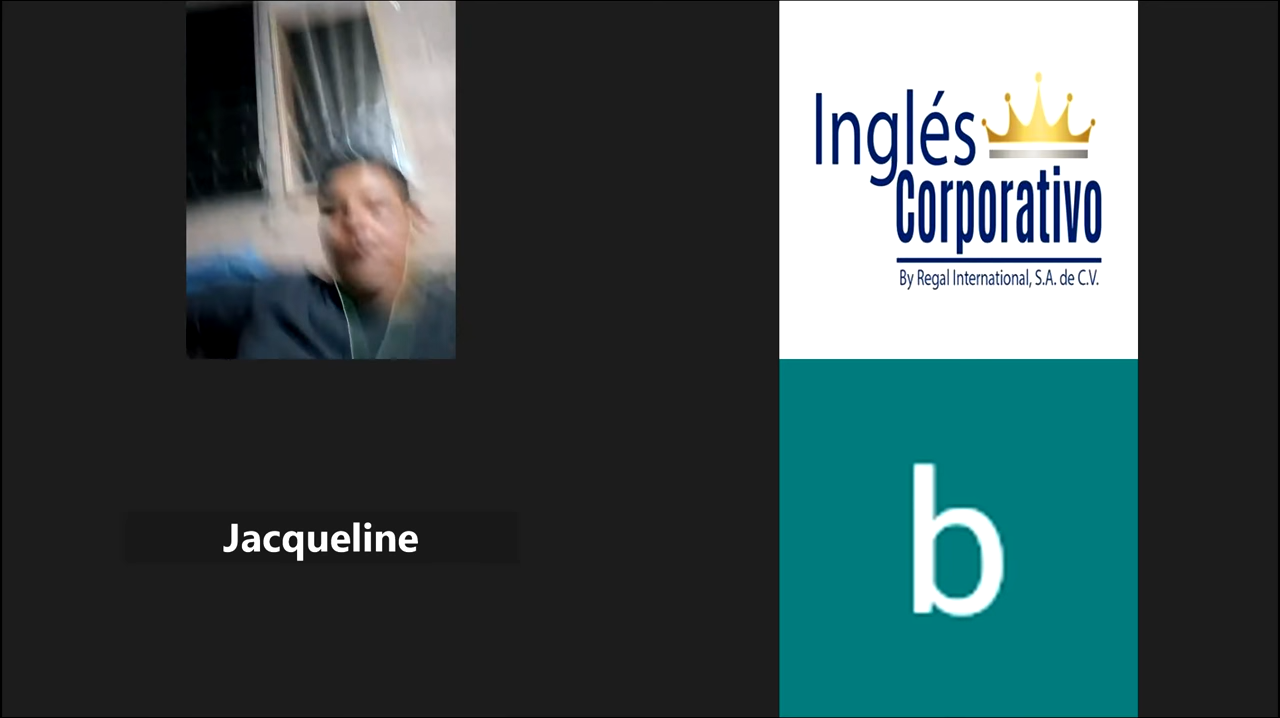 Inglés
Corporativo
By Regal International, S.A. de C.V.
Jacqueline
b